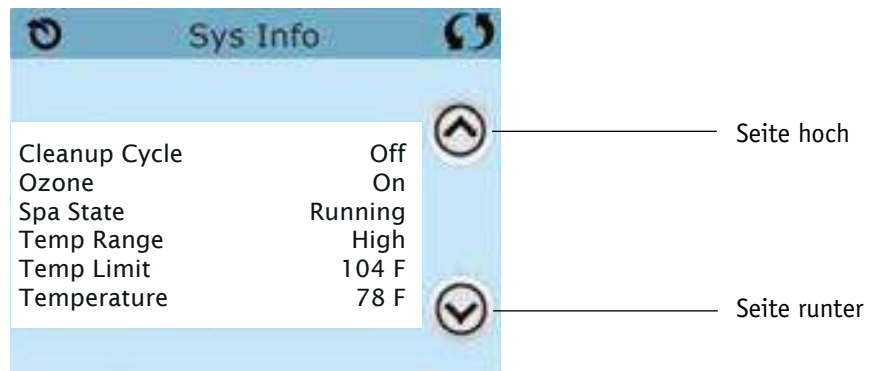 Sys Info
Seite hoch
Cleanup Cycle Off
Ozone On
Spa State Running
Temp Range High
Temp Limit 104 F
Temperature 78 F
Seite runter